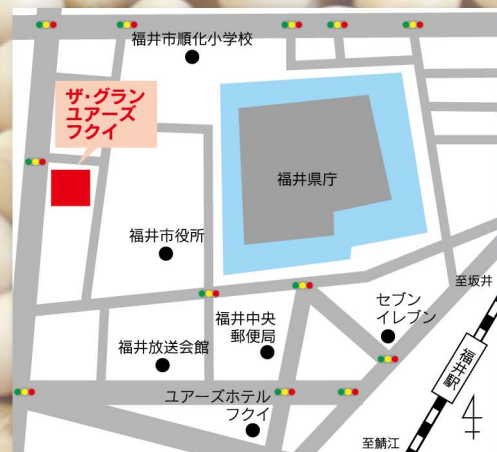 福井市順化小学校
ザ・グラン
ユアーズ
フクイ
福井県庁
福井市役所
至坂井
セブン
イレブン
福井中央
郵便局
福井放送会館
福井駅
ユアーズホテル
フクイ
至鯖江